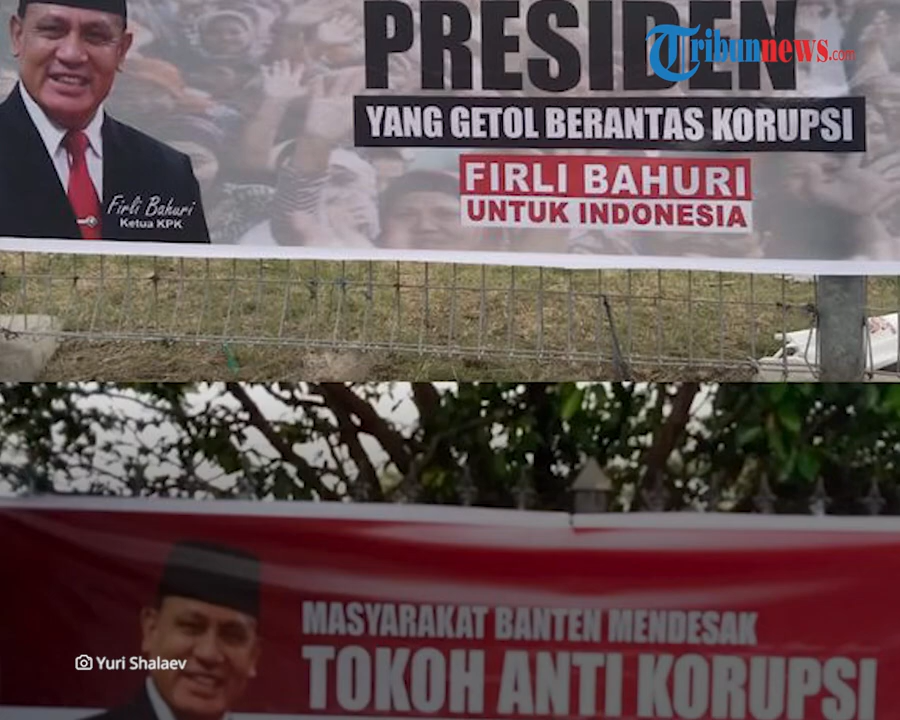 PRESIDEN
Tribunnews.com
YANG GETOL BERANTAS KORUPSI
FIRLI BAHURI
UNTUK INDONESIA
Firli Bahuri
Ketua KPK
MASYARAKAT BANTEN MENDESAK
TOKOH ANTI KORUPSI
Yuri Shalaev